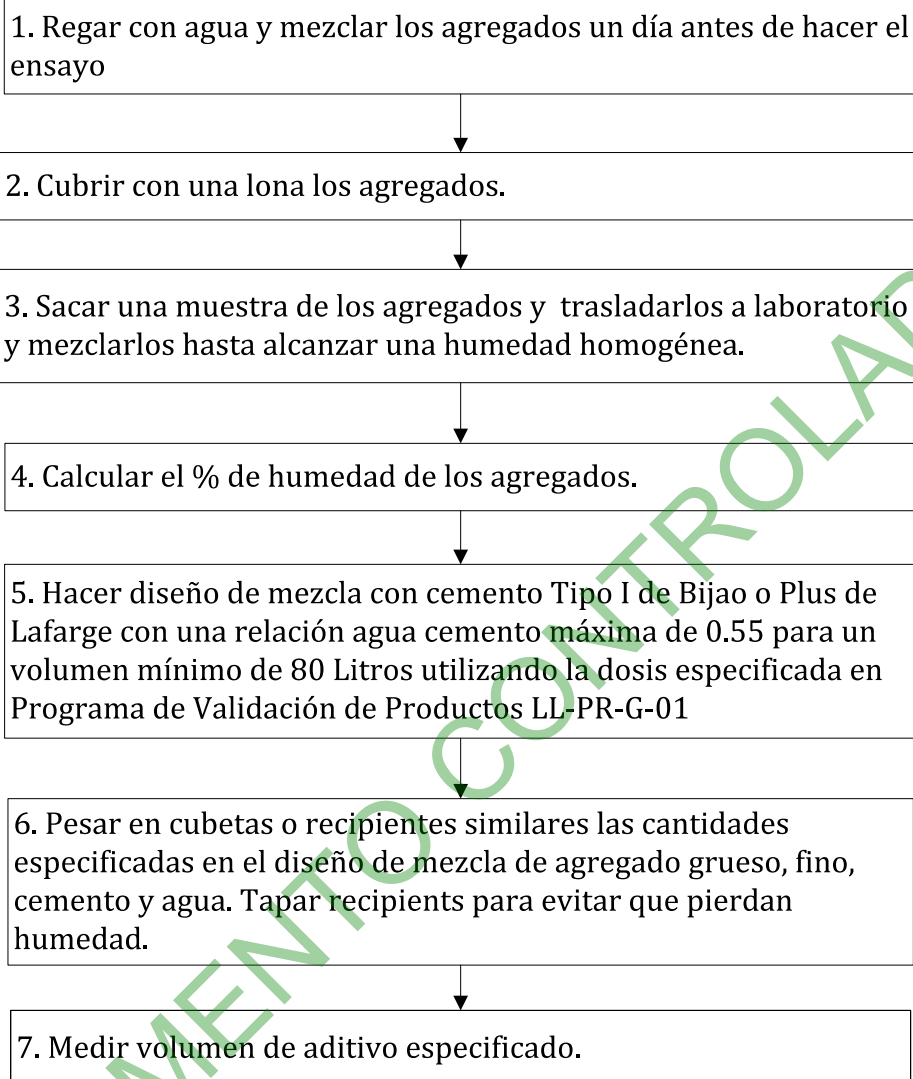 1. Regar con agua y mezclar los agregados un día antes de hacer el
ensayo
2. Cubrir con una lona los agregados.
3. Sacar una muestra de los agregados y  trasladarlos a laboratorio
y mezclarlos hasta alcanzar una humedad homogénea.
4. Calcular el % de humedad de los agregados.
5. Hacer diseño de mezcla con cemento Tipo I de Bijao o Plus de
Lafarge con una relación agua cemento máxima de 0.55 para un
volumen mínimo de 80 Litros utilizando la dosis especificada en
Programa de Validación de Productos LL-PR-G-01
6. Pesar en cubetas o recipientes similares las cantidades
especificadas en el diseño de mezcla de agregado grueso, fino,
cemento y agua. Tapar recipients para evitar que pierdan
humedad.
7. Medir volumen de aditivo especificado.
MENTO CONTROLAD